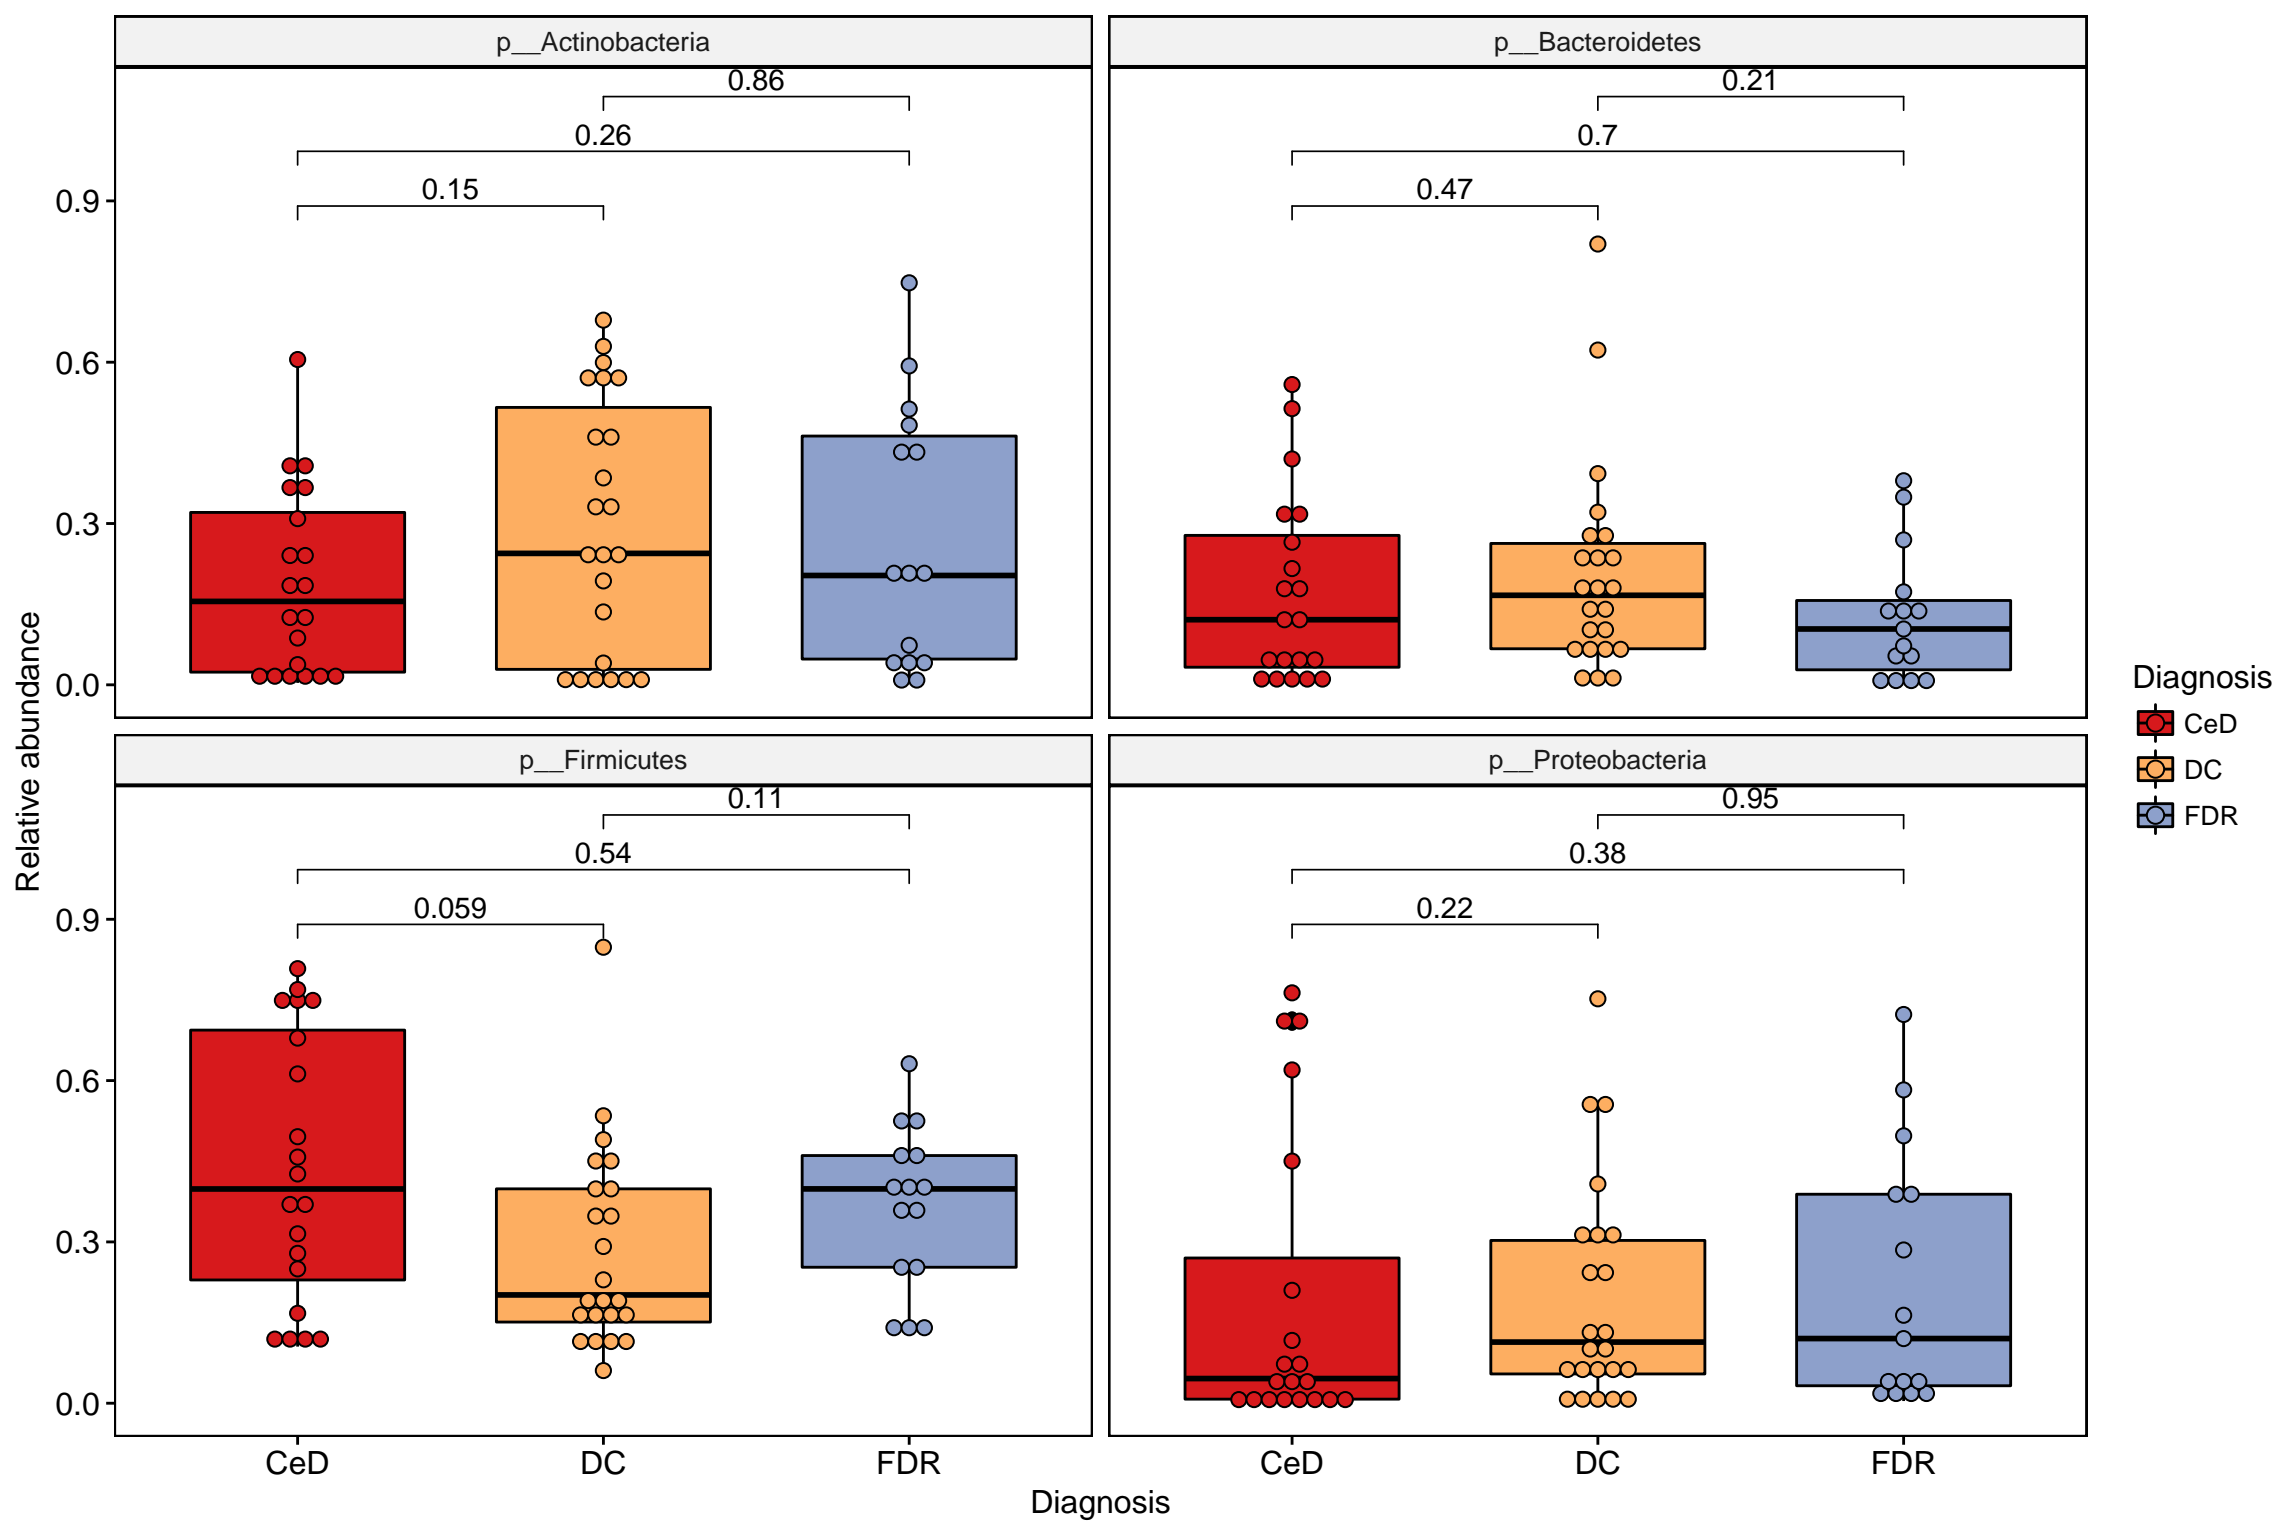 p__Actinobacteria
p__Bacteroidetes
0.86
0.26
0.15
0.21
0.7
0.47
0.9
0.6
0.3
0.0
p__Firmicutes
p__Proteobacteria
0.11
0.54
0.059
0.95
0.38
0.22
0.9
0.6
0.3
0.0
CeD DC FDR
CeD DC FDR
Diagnosis
Relative abundance
Diagnosis
CeD
DC
FDR